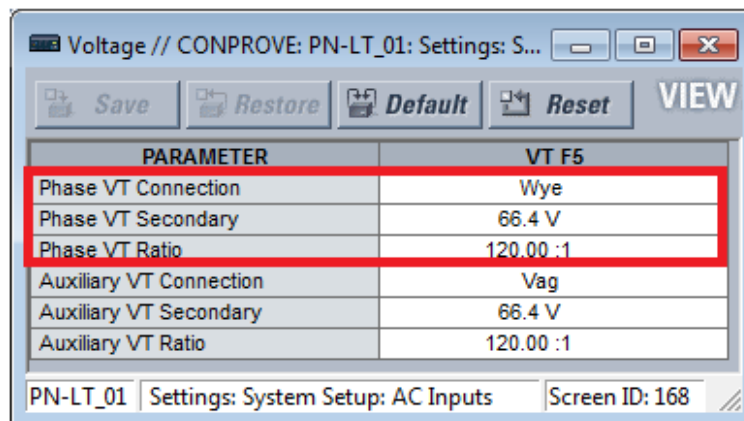 Voltage // CONPROVE: PN-LT_01: Settings: S...
Save Restore Default Reset VIEW
PARAMETER VT F5
Phase VT Connection Wye
Phase VT Secondary 66.4 V
Phase VT Ratio 120.00 :1
Auxiliary VT Connection Vag
Auxiliary VT Secondary 66.4 V
Auxiliary VT Ratio 120.00 :1
PN-LT_01 Settings: System Setup: AC Inputs Screen ID: 168